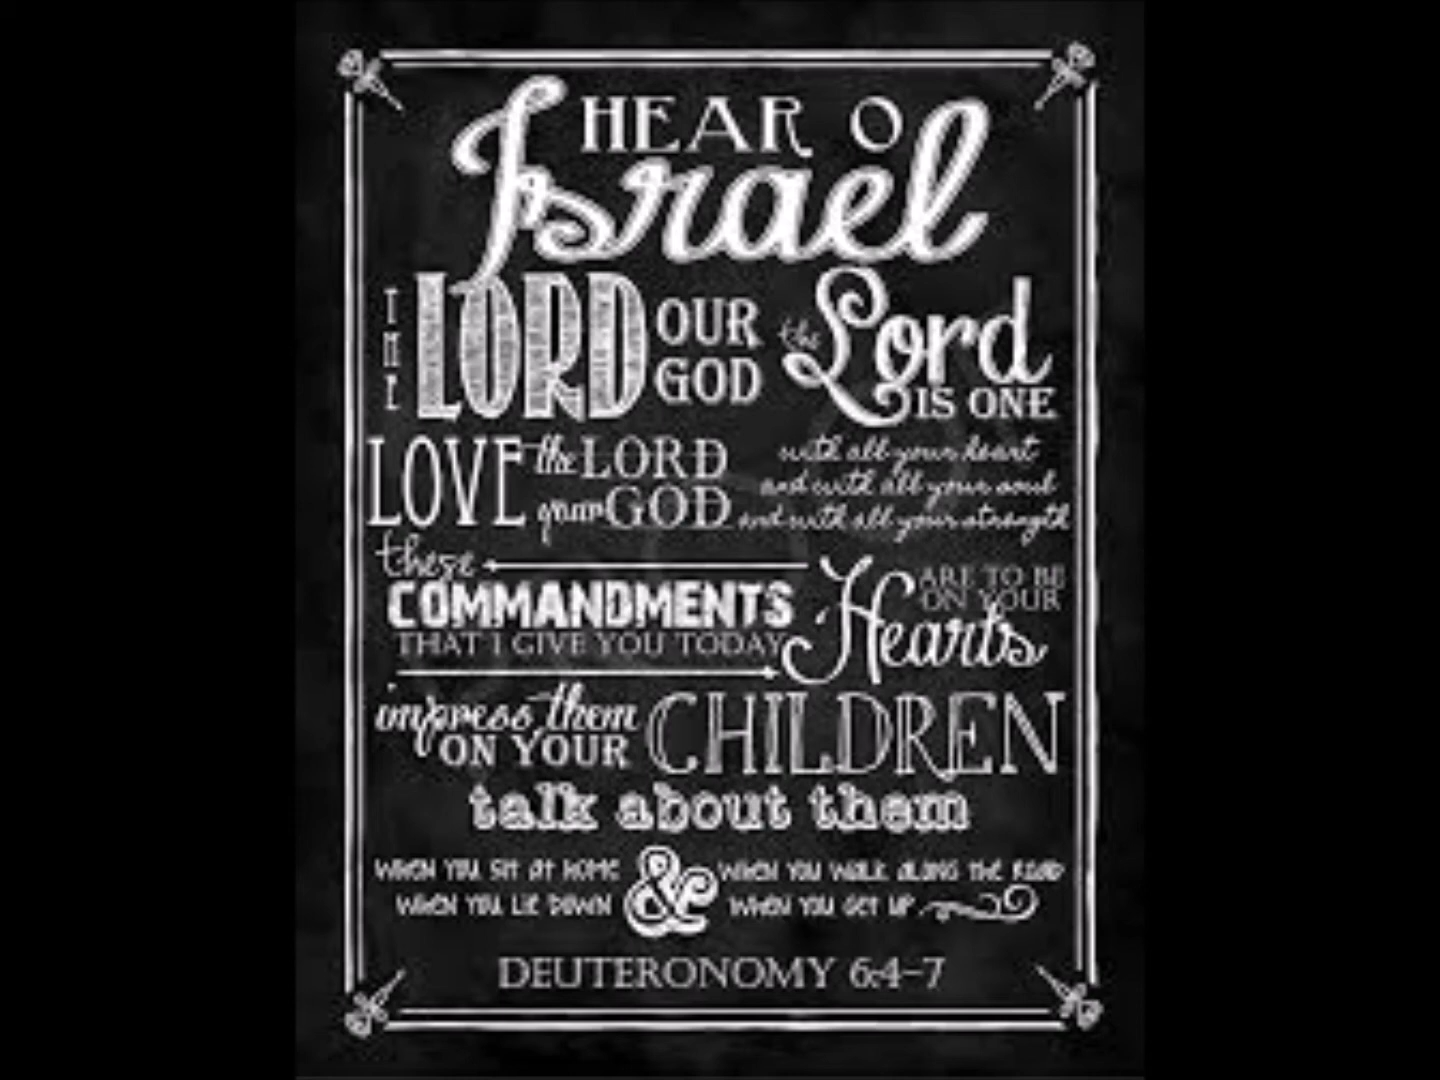 HEAR O
Israel
THE LORD OUR GOD the Lord IS ONE
LOVE the LORD your GOD
with all your heart
and with all your soul
and with all your strength
these
COMMANDMENTS
THAT I GIVE YOU TODAY
ARE TO BE
ON YOUR
Hearts
impress them
ON YOUR CHILDREN
talk about them
WHEN YOU SIT AT HOME & WHEN YOU WALK ALONG THE ROAD
WHEN YOU LIE DOWN WHEN YOU GET UP
DEUTERONOMY 6:4-7